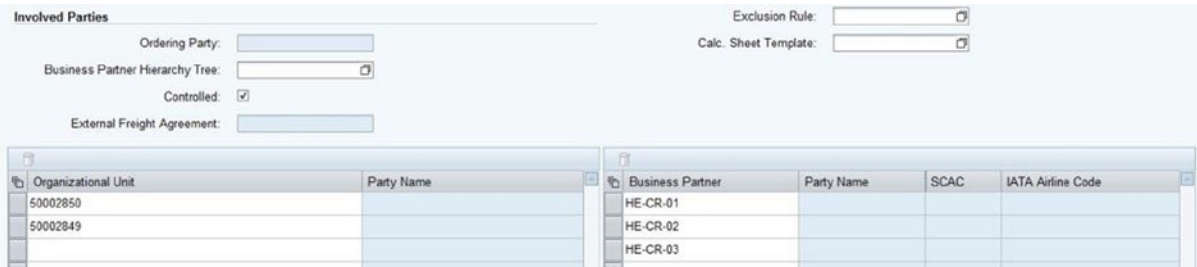 Involved Parties
Ordering Party:
Business Partner Hierarchy Tree:
Controlled:
External Freight Agreement:
Exclusion Rule:
Calc. Sheet Template:
Organizational Unit Party Name
50002850
50002849
Business Partner Party Name SCAC IATA Airline Code
HE-CR-01
HE-CR-02
HE-CR-03